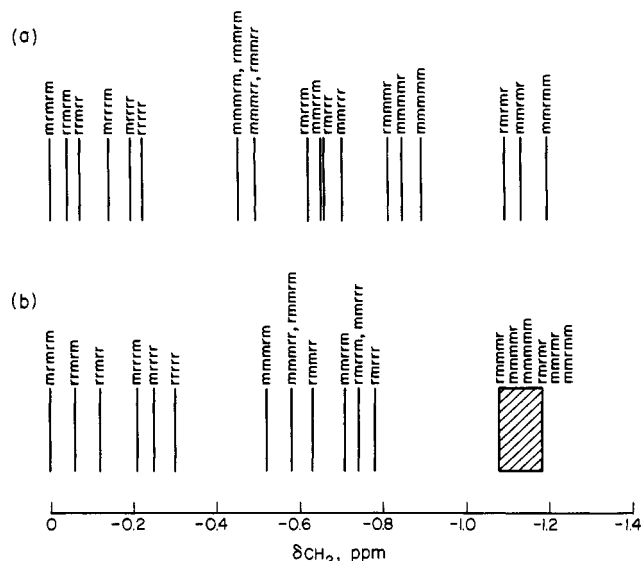 (a)
mrmrm
rrmrm
rrmrr
mrrrm
mrrrr
rrrrr
mmmrm, rmmrm
mmmrr, rmmrr
rmrrm
mmrrm
rmrrr
mmrrr
rmmmr
mmmmr
mmmmm
rmrmr
mmrmr
mmrmm
(b)
mrmrm
rrmrm
rrmrr
mrrrm
mrrrr
rrrrr
mmmrm
mmmrr, rmmrm
rmmrr
mmrrm
rmrrm, mmrrr
rmrrr
rmmmr
mmmmr
mmmmm
rmrmr
mmrmr
mmrmm
0 -0.2 -0.4 -0.6 -0.8 -1.0 -1.2 -1.4
δCH₂, ppm